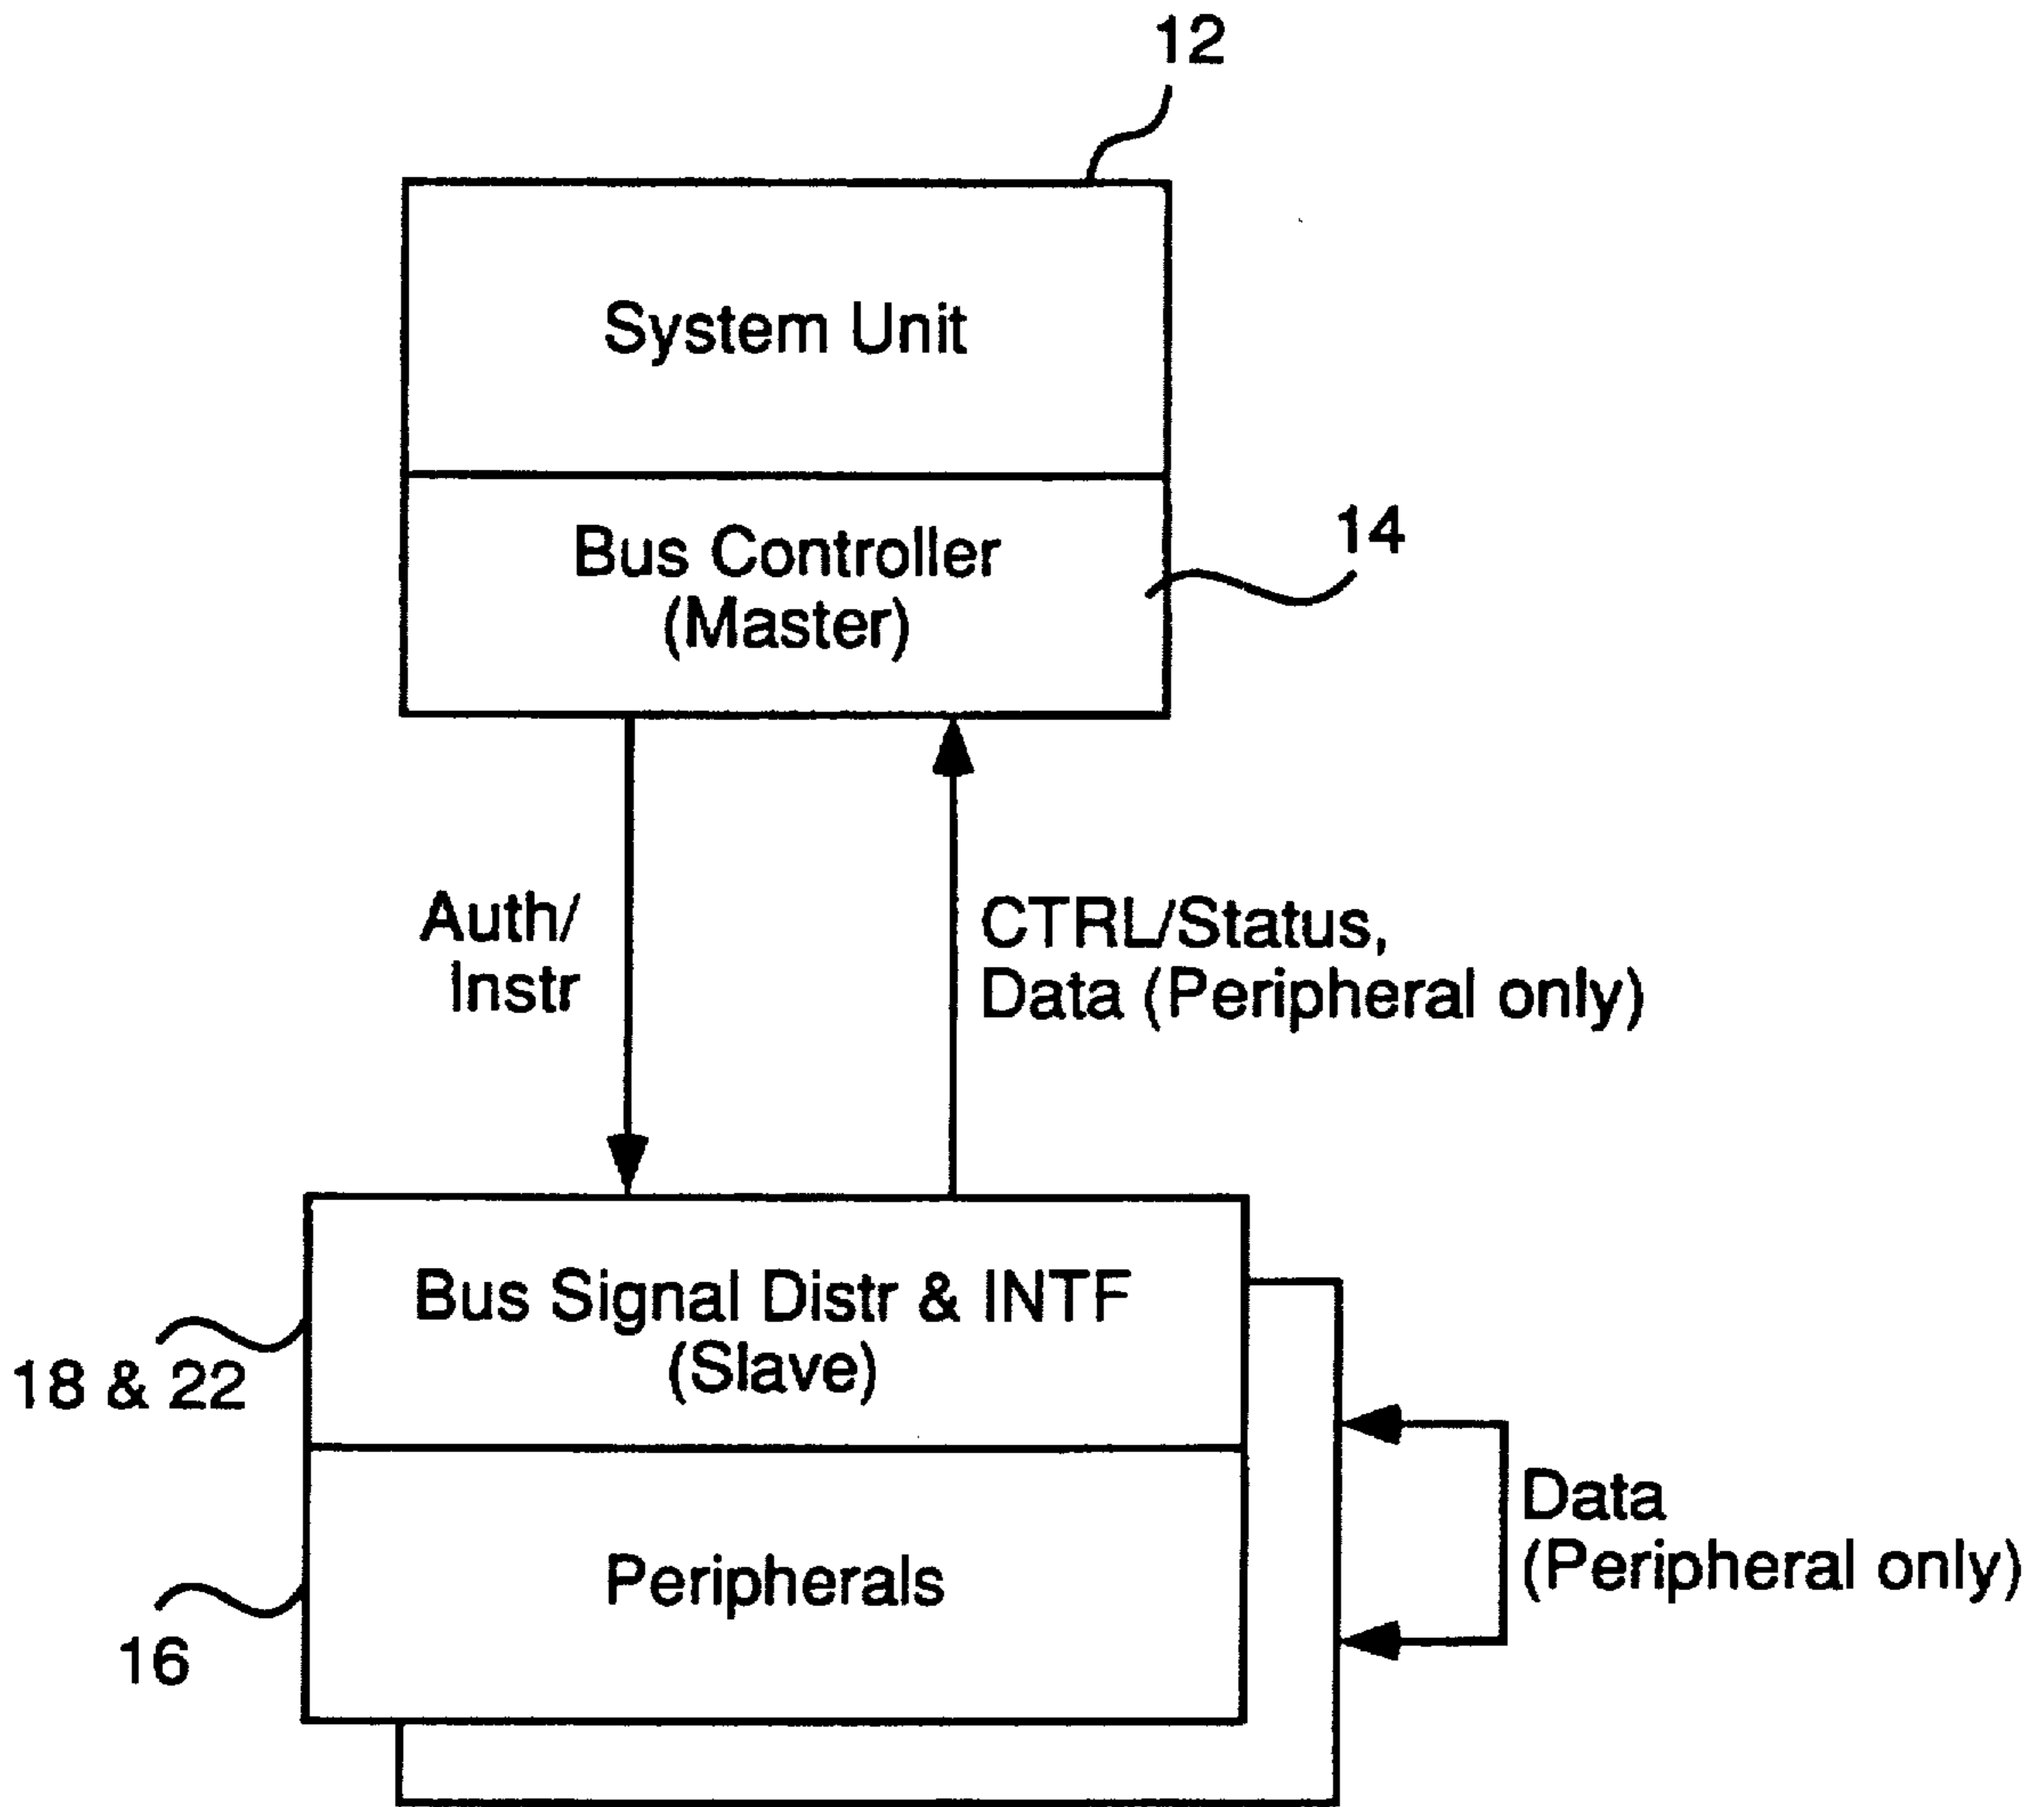 12
System Unit
Bus Controller
(Master)
14
Auth/
Instr
CTRL/Status,
Data (Peripheral only)
Bus Signal Distr & INTF
(Slave)
18 & 22
Peripherals
16
Data
(Peripheral only)